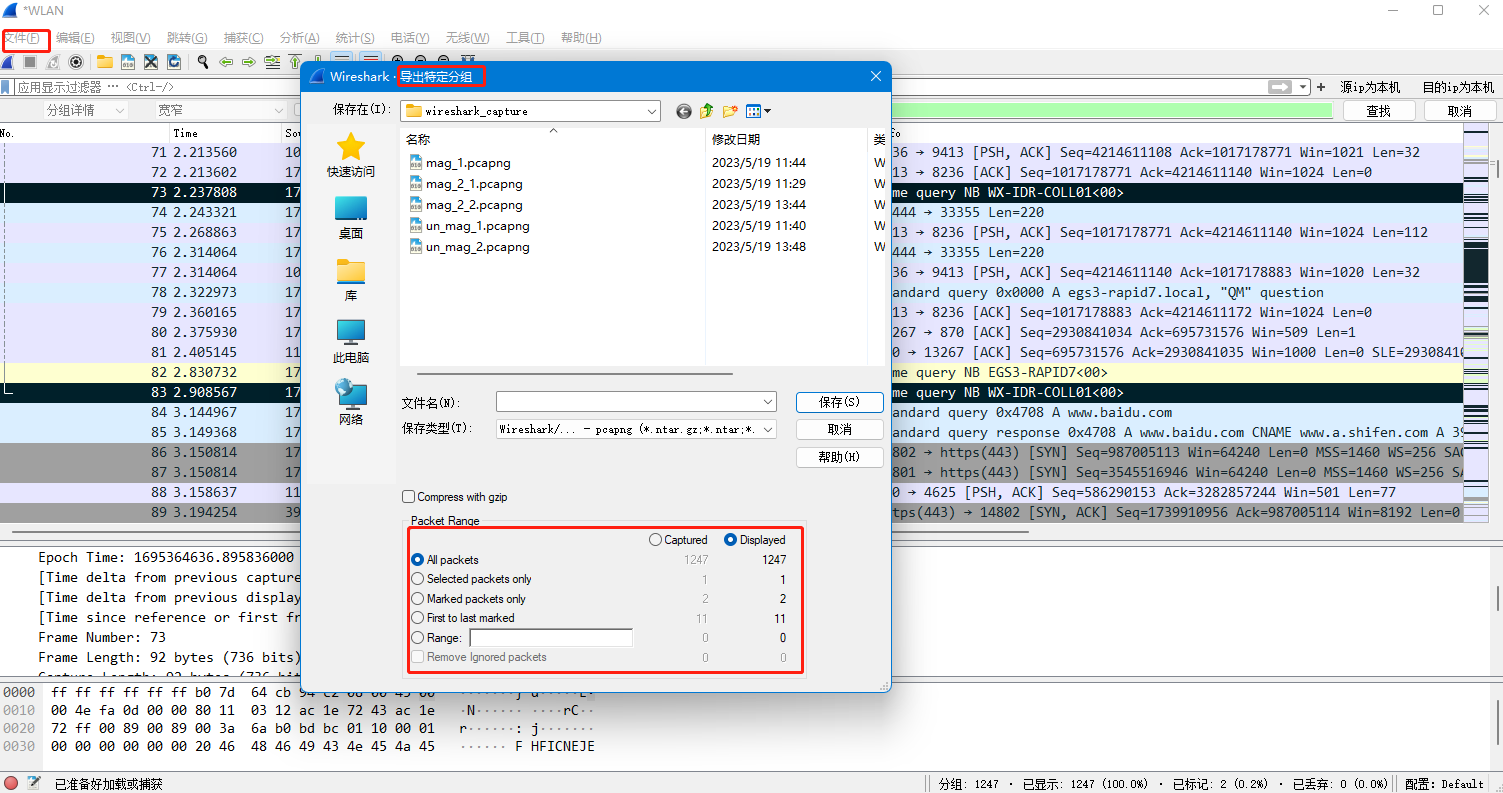 *WLAN
文件(F) 编辑(E) 视图(V) 跳转(G) 捕获(C) 分析(A) 统计(S) 电话(Y) 无线(W) 工具(T) 帮助(H)
应用显示过滤器 … <Ctrl-/>
源ip为本机 目的ip为本机
分组详情 宽窄 查找 取消
No. Time Sou fo
71 2.213560 10 36 → 9413 [PSH, ACK] Seq=4214611108 Ack=1017178771 Win=1021 Len=32
72 2.213602 17 13 → 8236 [ACK] Seq=1017178771 Ack=4214611140 Win=1024 Len=0
73 2.237808 17 me query NB WX-IDR-COLL01<00>
74 2.243321 17 444 → 33355 Len=220
75 2.268863 17 13 → 8236 [PSH, ACK] Seq=1017178771 Ack=4214611140 Win=1024 Len=112
76 2.314064 17 444 → 33355 Len=220
77 2.314064 10 36 → 9413 [PSH, ACK] Seq=4214611140 Ack=1017178883 Win=1020 Len=32
78 2.322973 17 andard query 0x0000 A egs3-rapid7.local, "QM" question
79 2.360165 17 13 → 8236 [ACK] Seq=1017178883 Ack=4214611172 Win=1024 Len=0
80 2.375930 17 267 → 870 [ACK] Seq=2930841034 Ack=695731576 Win=509 Len=1
81 2.405145 11 0 → 13267 [ACK] Seq=695731576 Ack=2930841035 Win=1000 Len=0 SLE=29308410
82 2.830732 17 me query NB EGS3-RAPID7<00>
83 2.908567 17 me query NB WX-IDR-COLL01<00>
84 3.144967 17 andard query 0x4708 A www.baidu.com
85 3.149368 17 andard query response 0x4708 A www.baidu.com CNAME www.a.shifen.com A 39
86 3.150814 17 802 → https(443) [SYN] Seq=987005113 Win=64240 Len=0 MSS=1460 WS=256 SAC
87 3.150814 17 801 → https(443) [SYN] Seq=3545516946 Win=64240 Len=0 MSS=1460 WS=256 SA
88 3.158637 11 0 → 4625 [PSH, ACK] Seq=586290153 Ack=3282857244 Win=501 Len=77
89 3.194254 39 tps(443) → 14802 [SYN, ACK] Seq=1739910956 Ack=987005114 Win=8192 Len=0
Wireshark · 导出特定分组
保存在(I): wireshark_capture
名称 修改日期 类
mag_1.pcapng 2023/5/19 11:44 W
mag_2_1.pcapng 2023/5/19 11:29 W
mag_2_2.pcapng 2023/5/19 13:44 W
un_mag_1.pcapng 2023/5/19 11:40 W
un_mag_2.pcapng 2023/5/19 13:48 W
快速访问
桌面
库
此电脑
网络
文件名(N): 保存(S)
保存类型(T): Wireshark/... - pcapng (*.ntar.gz;*.ntar;*. 取消
帮助(H)
Compress with gzip
Packet Range
Captured Displayed
All packets 1247 1247
Selected packets only 1 1
Marked packets only 2 2
First to last marked 11 11
Range: 0 0
Remove Ignored packets 0 0
Epoch Time: 1695364636.895836000
[Time delta from previous capture
[Time delta from previous display
[Time since reference or first fr
Frame Number: 73
Frame Length: 92 bytes (736 bits)
0000 ff ff ff ff ff ff b0 7d 64 cb 94 c2 08 00 45 00
0010 00 4e fa 0d 00 00 80 11 03 12 ac 1e 72 43 ac 1e ·N······ ····rC··
0020 72 ff 00 89 00 89 00 3a 6a b0 bd bc 01 10 00 01 r······: j·······
0030 00 00 00 00 00 00 20 46 48 46 49 43 4e 45 4a 45 ······ F HFICNEJE
已准备好加载或捕获 分组: 1247 · 已显示: 1247 (100.0%) · 已标记: 2 (0.2%) · 已丢弃: 0 (0.0%) 配置: Default